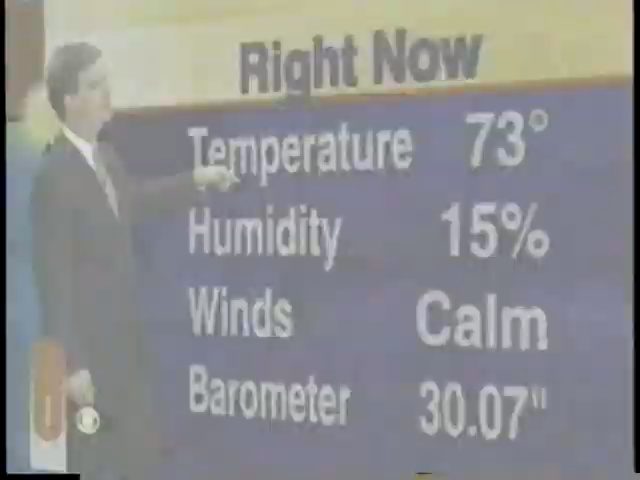 Right Now
Temperature 73°
Humidity 15%
Winds Calm
Barometer 30.07"